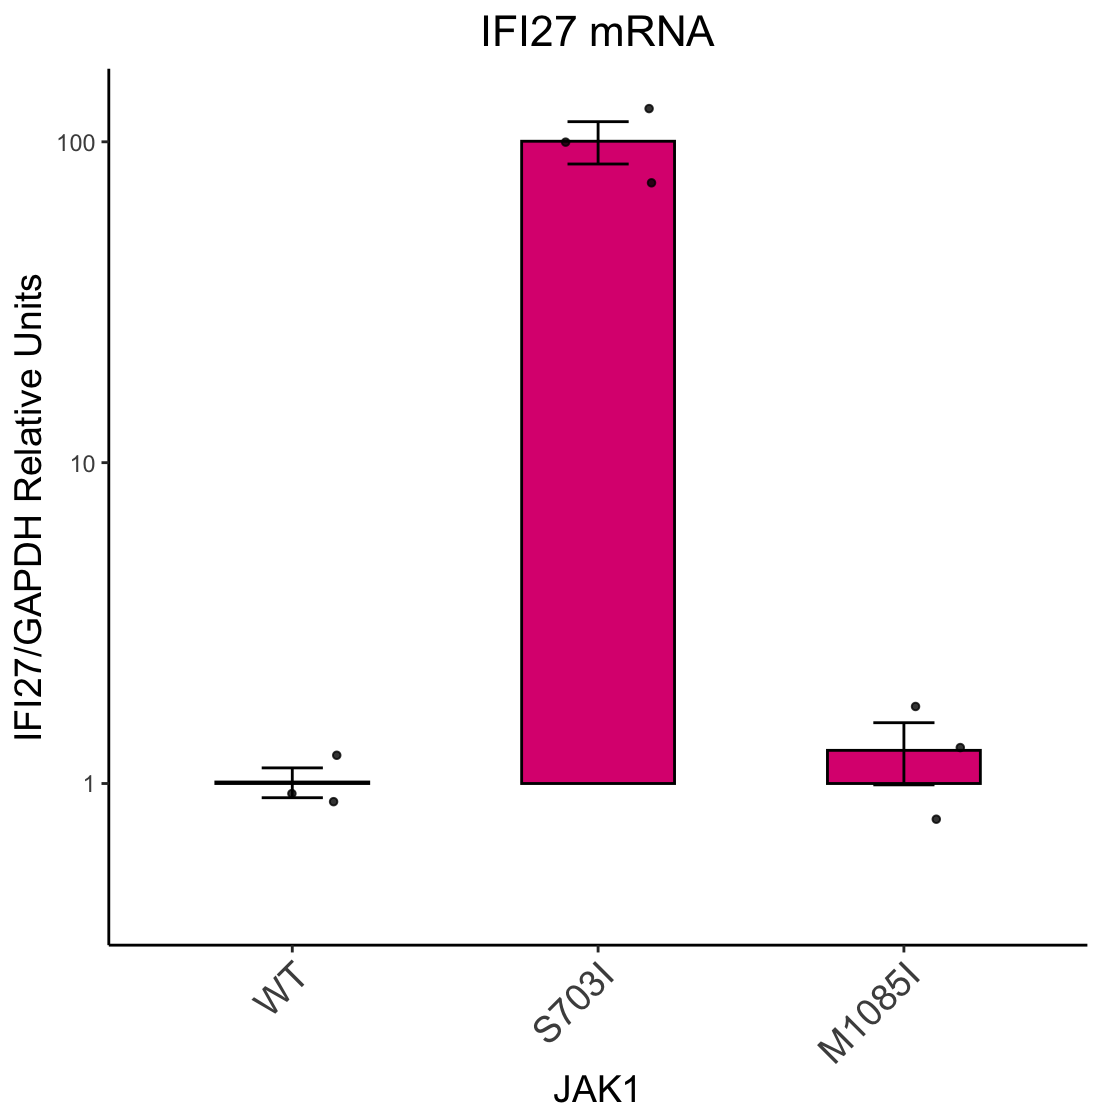 IFI27 mRNA
IFI27/GAPDH Relative Units
100
10
1
WT
S703I
M1085I
JAK1